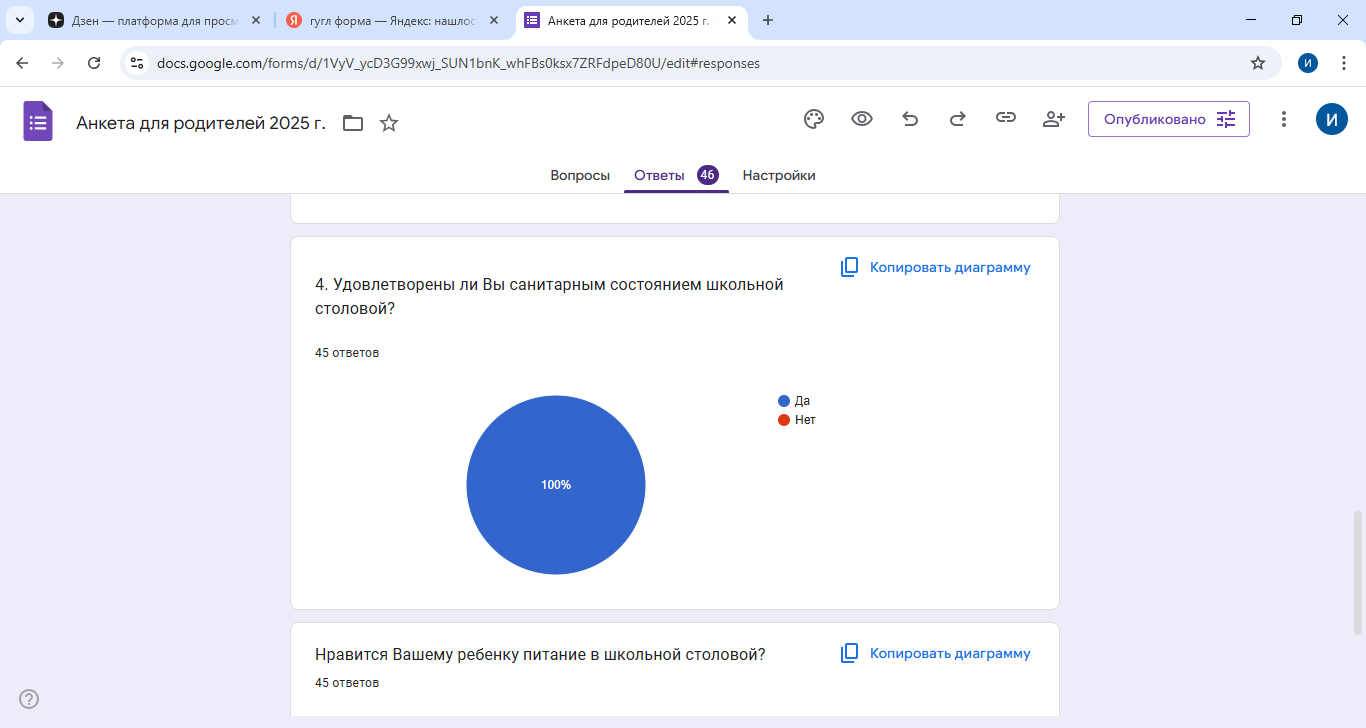 Дзен — платформа для просм
гугл форма — Яндекс: нашлос
Анкета для родителей 2025 г.
docs.google.com/forms/d/1VyV_ycD3G99xwj_SUN1bnK_whFBs0ksx7ZRFdpeD80U/edit#responses
И
Анкета для родителей 2025 г.
Опубликовано
И
Вопросы
Ответы 46
Настройки
Копировать диаграмму
4. Удовлетворены ли Вы санитарным состоянием школьной
столовой?
45 ответов
Да
Нет
100%
Нравится Вашему ребенку питание в школьной столовой?
Копировать диаграмму
45 ответов